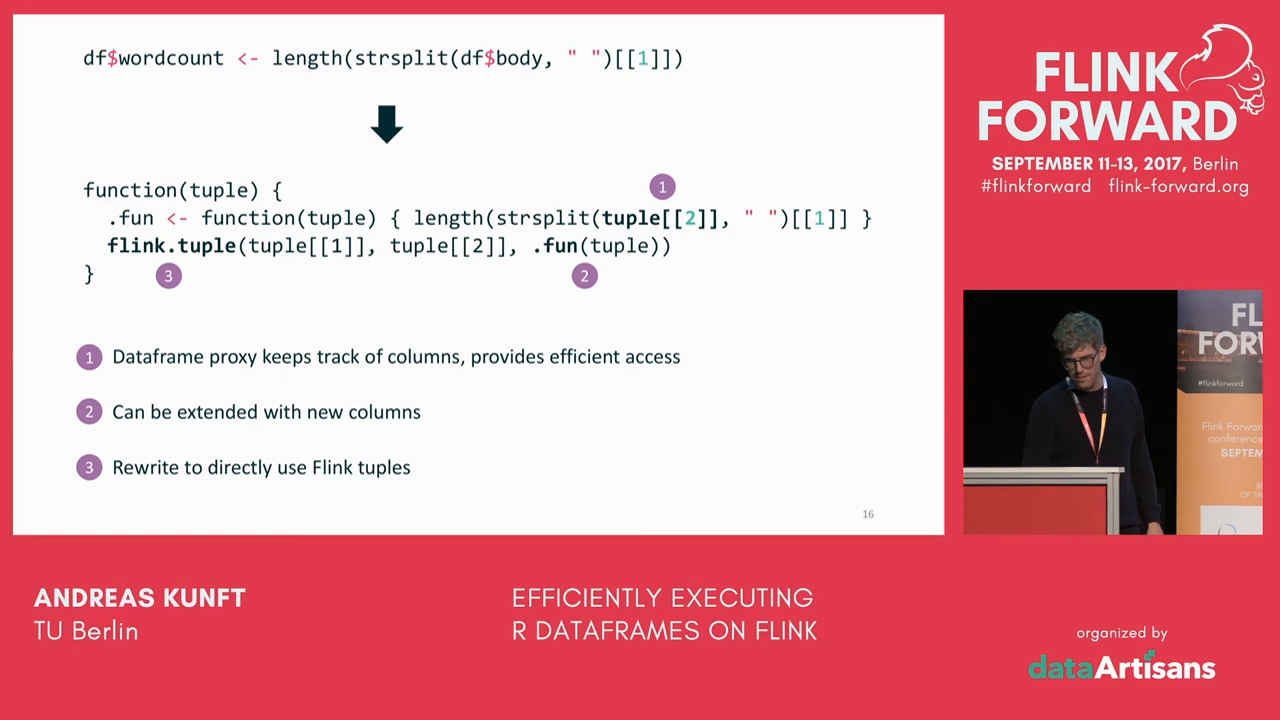 df$wordcount <- length(strsplit(df$body, " ")[[1]])
function(tuple) {
.fun <- function(tuple) { length(strsplit(tuple[[2]], " ")[[1]] }
flink.tuple(tuple[[1]], tuple[[2]], .fun(tuple))
}
1
2
3
1 Dataframe proxy keeps track of columns, provides efficient access
2 Can be extended with new columns
3 Rewrite to directly use Flink tuples
16
FLINK
FORWARD
SEPTEMBER 11-13, 2017, Berlin
#flinkforward flink-forward.org
#flinkforward
ANDREAS KUNFT
TU Berlin
EFFICIENTLY EXECUTING
R DATAFRAMES ON FLINK
organized by
dataArtisans